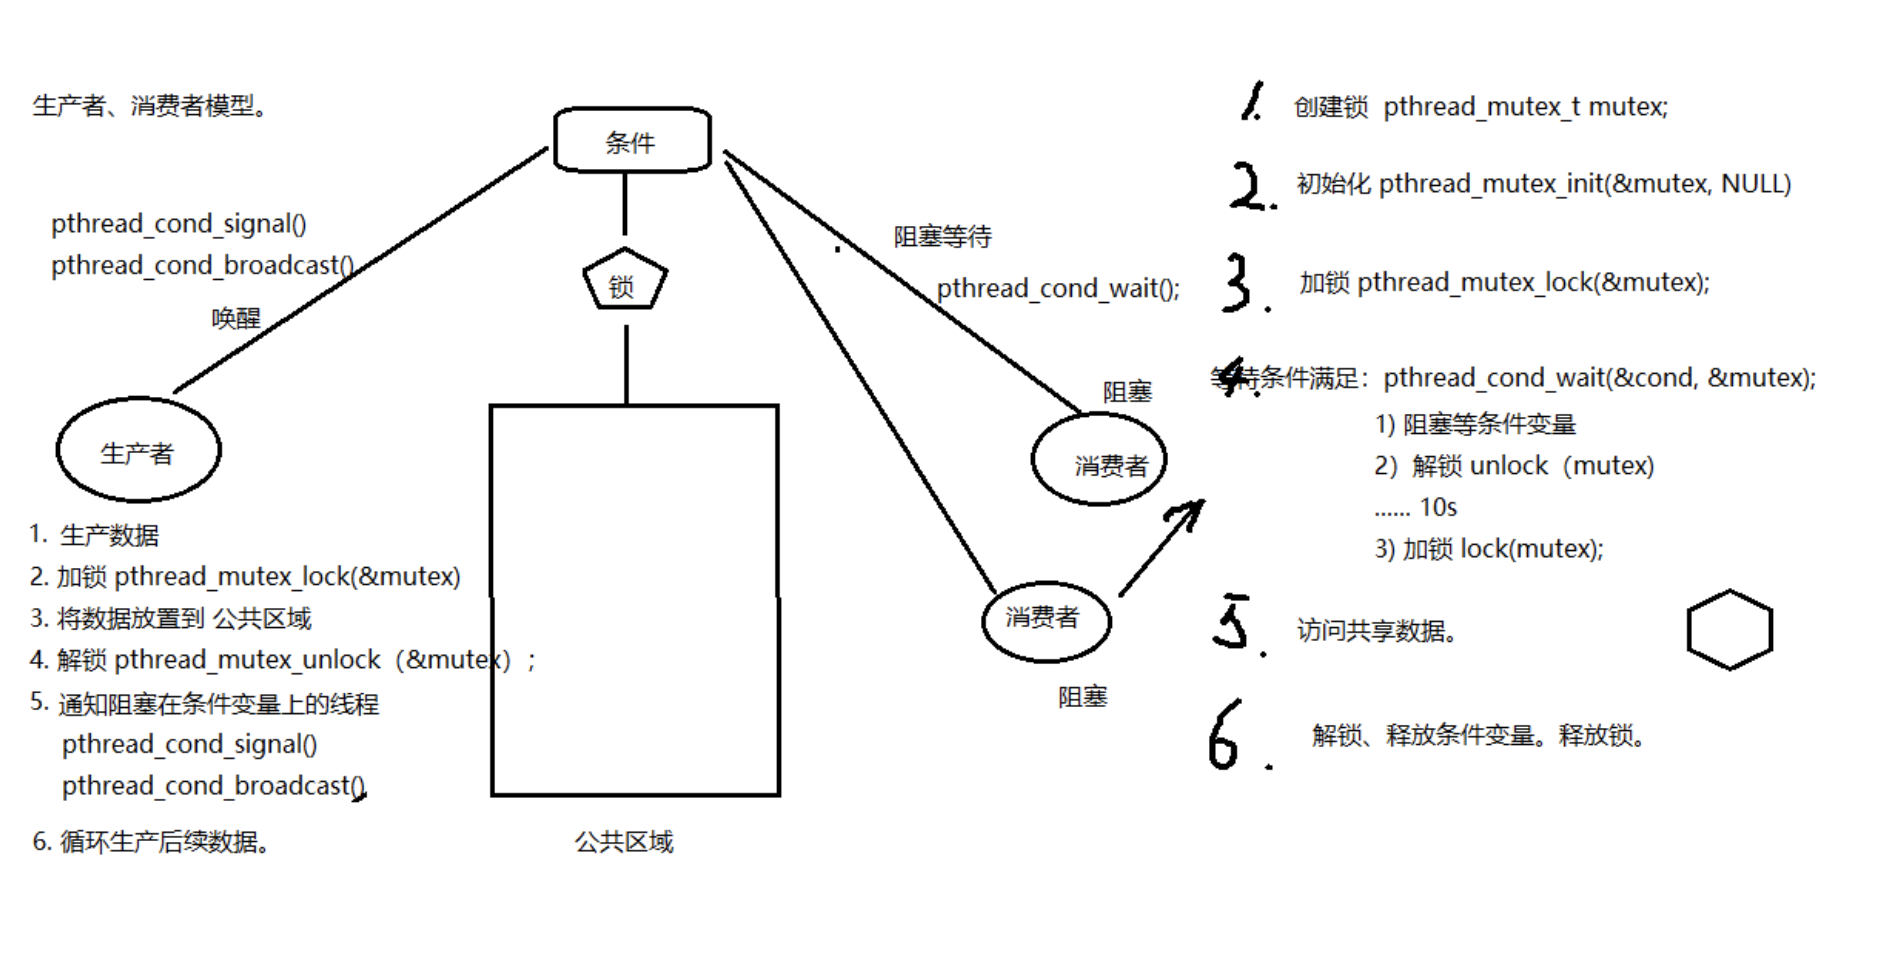 生产者、消费者模型。
条件
pthread_cond_signal()
pthread_cond_broadcast()
唤醒
锁
阻塞等待
pthread_cond_wait();
生产者
阻塞
消费者
消费者
阻塞
1. 生产数据
2. 加锁 pthread_mutex_lock(&mutex)
3. 将数据放置到 公共区域
4. 解锁 pthread_mutex_unlock（&mutex）;
5. 通知阻塞在条件变量上的线程
pthread_cond_signal()
pthread_cond_broadcast()
6. 循环生产后续数据。
公共区域
1. 创建锁 pthread_mutex_t mutex;
2. 初始化 pthread_mutex_init(&mutex, NULL)
3. 加锁 pthread_mutex_lock(&mutex);
4. 等待条件满足：pthread_cond_wait(&cond, &mutex);
1) 阻塞等条件变量
2）解锁 unlock（mutex)
...... 10s
3) 加锁 lock(mutex);
5. 访问共享数据。
6. 解锁、释放条件变量。释放锁。